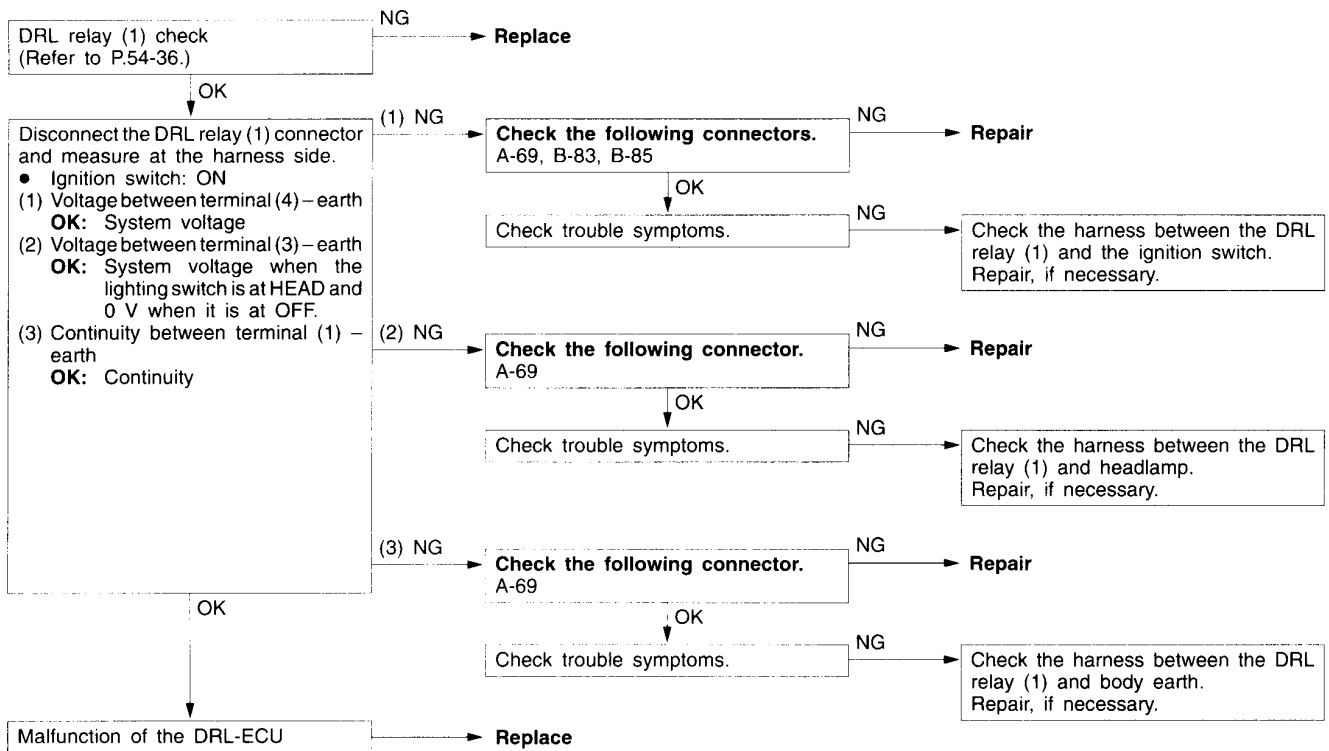 DRL relay (1) check
(Refer to P.54-36.)
NG
Replace
OK
Disconnect the DRL relay (1) connector
and measure at the harness side.
● Ignition switch: ON
(1) Voltage between terminal (4) – earth
OK: System voltage
(2) Voltage between terminal (3) – earth
OK: System voltage when the
lighting switch is at HEAD and
0 V when it is at OFF.
(3) Continuity between terminal (1) –
earth
OK: Continuity
(1) NG
Check the following connectors.
A-69, B-83, B-85
NG
Repair
OK
Check trouble symptoms.
NG
Check the harness between the DRL
relay (1) and the ignition switch.
Repair, if necessary.
(2) NG
Check the following connector.
A-69
NG
Repair
OK
Check trouble symptoms.
NG
Check the harness between the DRL
relay (1) and headlamp.
Repair, if necessary.
(3) NG
Check the following connector.
A-69
NG
Repair
OK
Check trouble symptoms.
NG
Check the harness between the DRL
relay (1) and body earth.
Repair, if necessary.
OK
Malfunction of the DRL-ECU
Replace